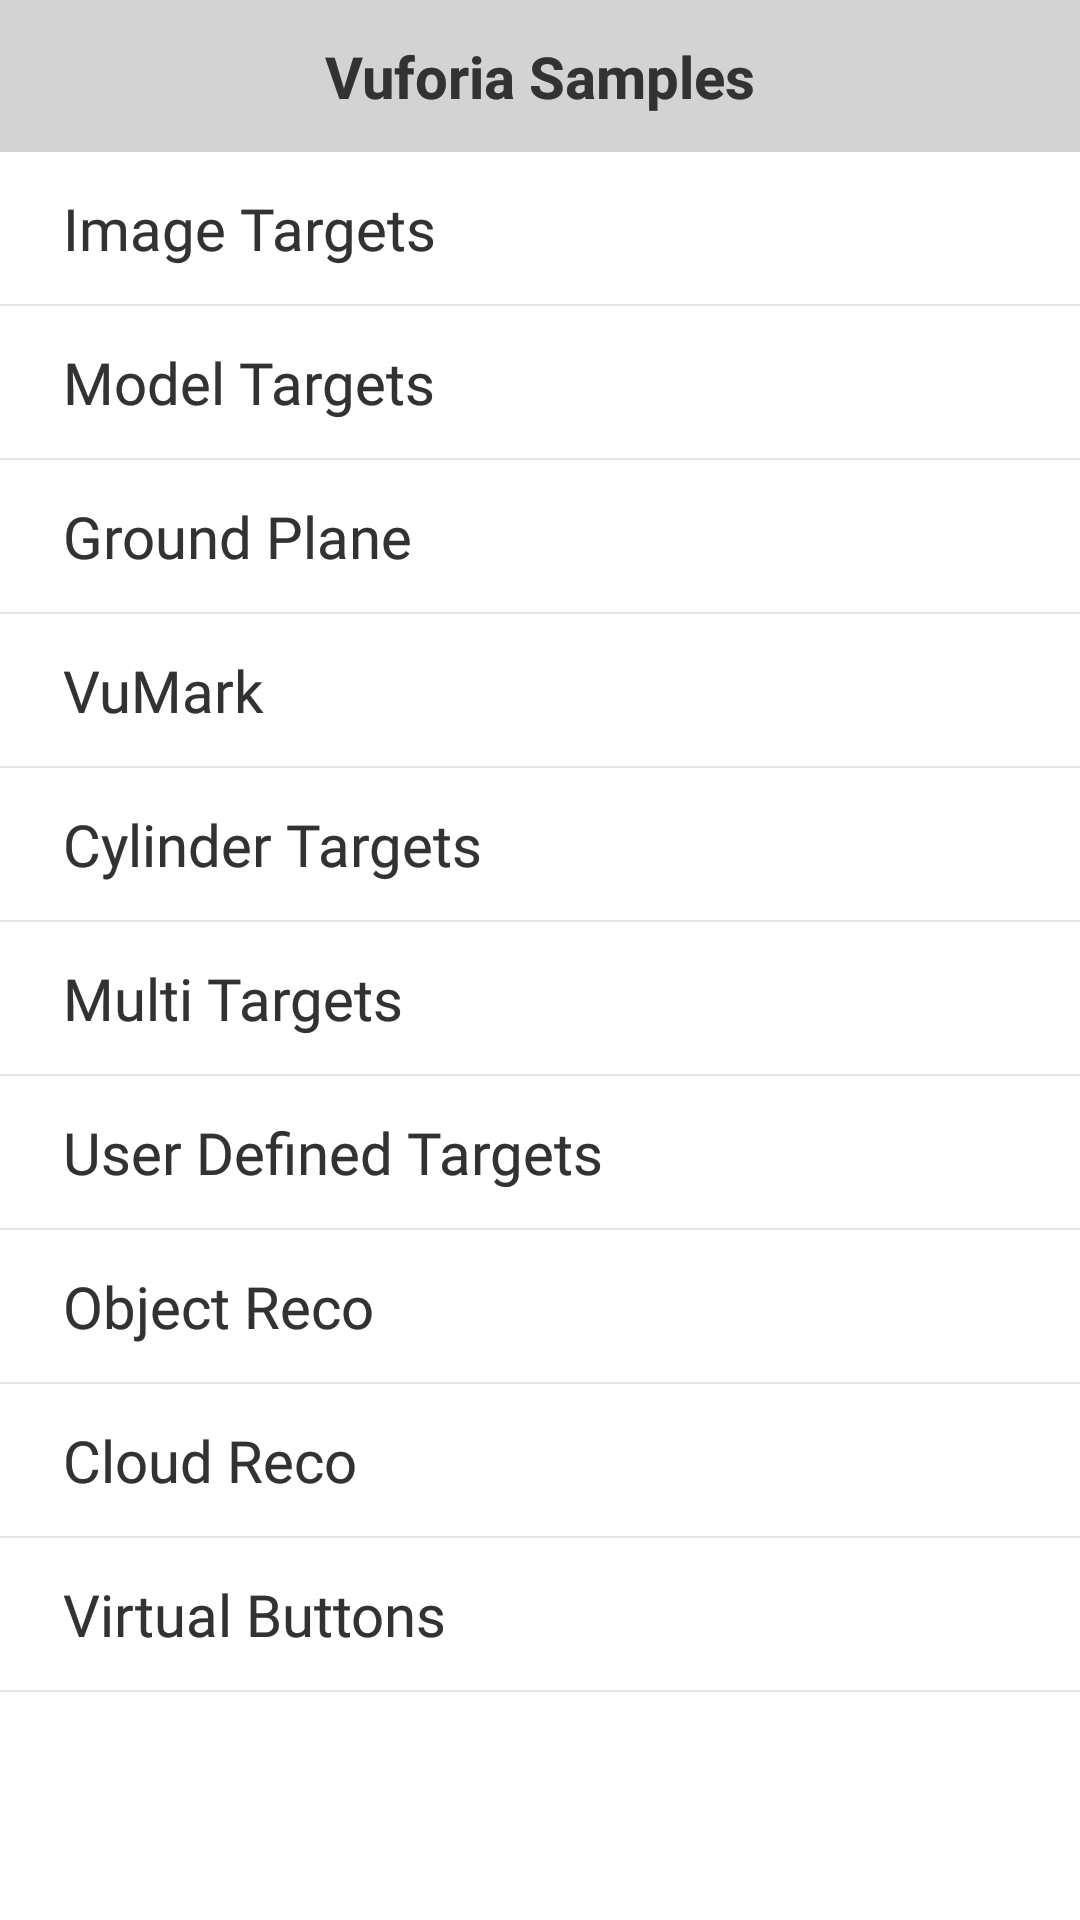 Vuforia Samples
Image Targets
Model Targets
Ground Plane
VuMark
Cylinder Targets
Multi Targets
User Defined Targets
Object Reco
Cloud Reco
Virtual Buttons